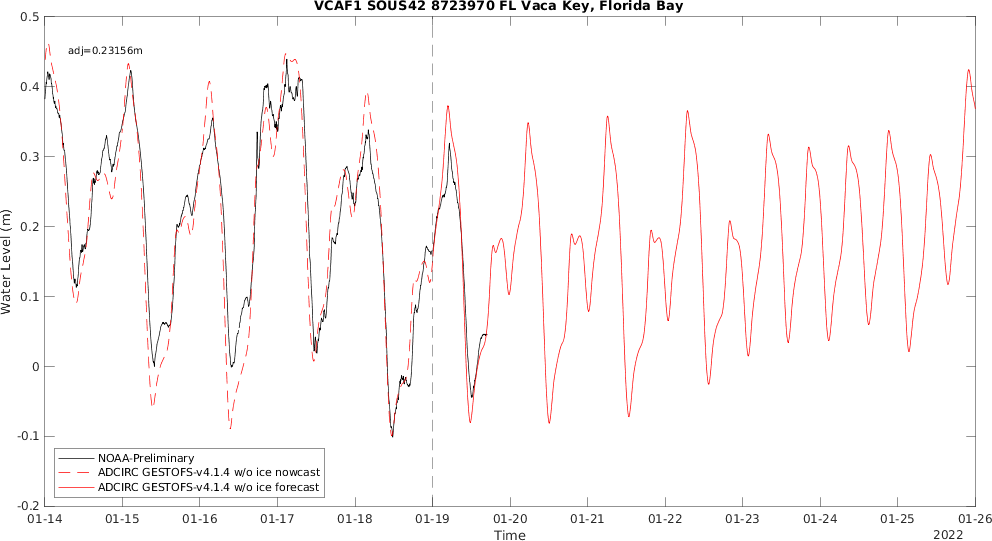 VCAF1 SOUS42 8723970 FL Vaca Key, Florida Bay
adj=0.23156m
0.5
0.4
0.3
0.2
0.1
0
-0.1
-0.2
Water Level (m)
NOAA-Preliminary
ADCIRC GESTOFS-v4.1.4 w/o ice nowcast
ADCIRC GESTOFS-v4.1.4 w/o ice forecast
01-14 01-15 01-16 01-17 01-18 01-19 01-20 01-21 01-22 01-23 01-24 01-25 01-26
Time
2022